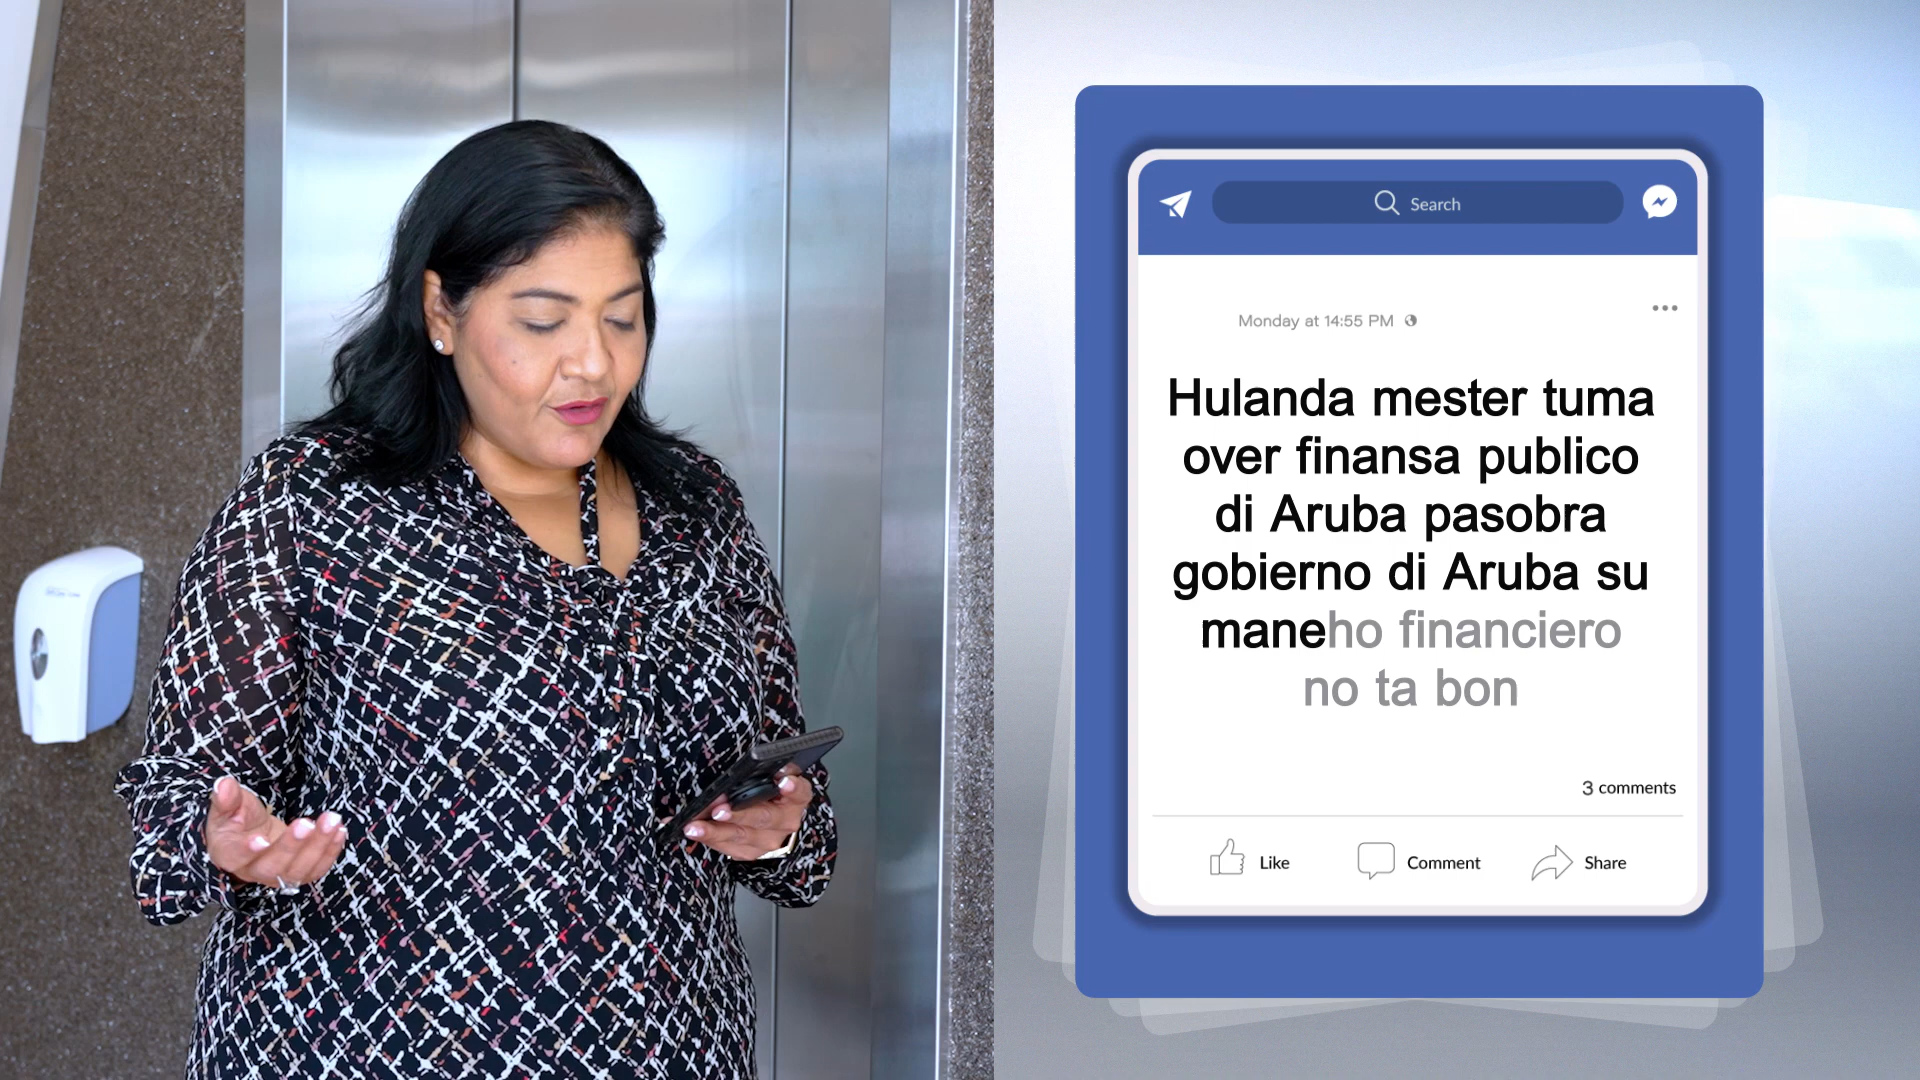 Search
Monday at 14:55 PM
Hulanda mester tuma
over finansa publico
di Aruba pasobra
gobierno di Aruba su
maneho financiero
no ta bon
3 comments
Like
Comment
Share